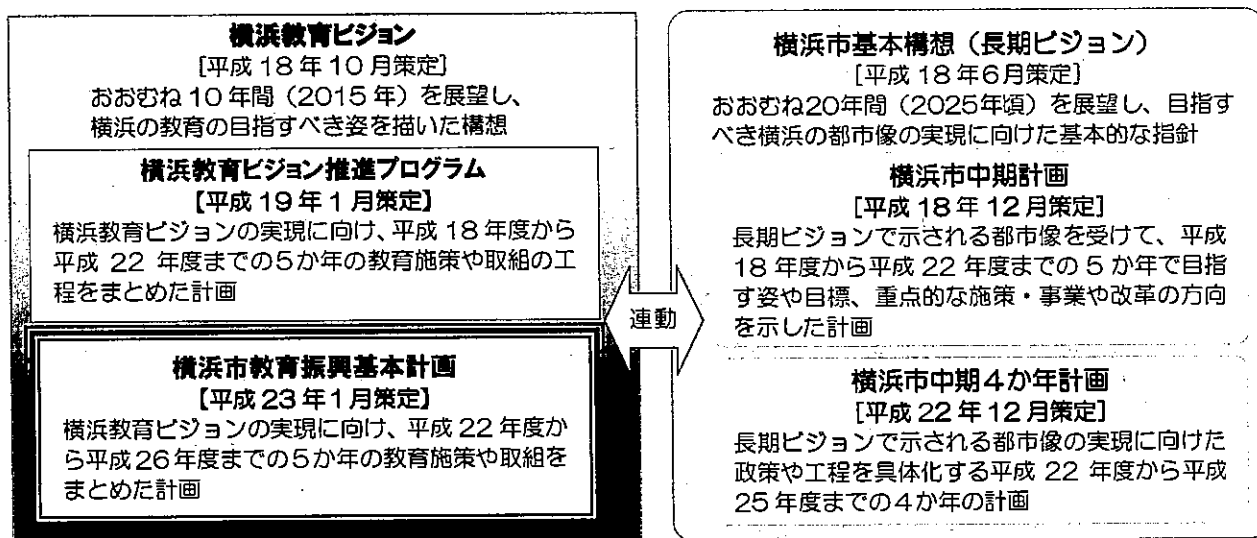 横浜教育ビジョン
[平成18年10月策定]
おおむね10年間（2015年）を展望し、
横浜の教育の目指すべき姿を描いた構想
横浜教育ビジョン推進プログラム
【平成19年1月策定】
横浜教育ビジョンの実現に向け、平成18年度から
平成22年度までの5か年の教育施策や取組の工
程をまとめた計画
横浜市教育振興基本計画
【平成23年1月策定】
横浜教育ビジョンの実現に向け、平成22年度か
ら平成26年度までの5か年の教育施策や取組を
まとめた計画
連動
横浜市基本構想（長期ビジョン）
[平成18年6月策定]
おおむね20年間（2025年頃）を展望し、目指す
べき横浜の都市像の実現に向けた基本的な指針
横浜市中期計画
[平成18年12月策定]
長期ビジョンで示される都市像を受けて、平成
18年度から平成22年度までの5か年で目指
す姿や目標、重点的な施策・事業や改革の方向
を示した計画
横浜市中期4か年計画
[平成22年12月策定]
長期ビジョンで示される都市像の実現に向けた
政策や工程を具体化する平成22年度から平成
25年度までの4か年の計画